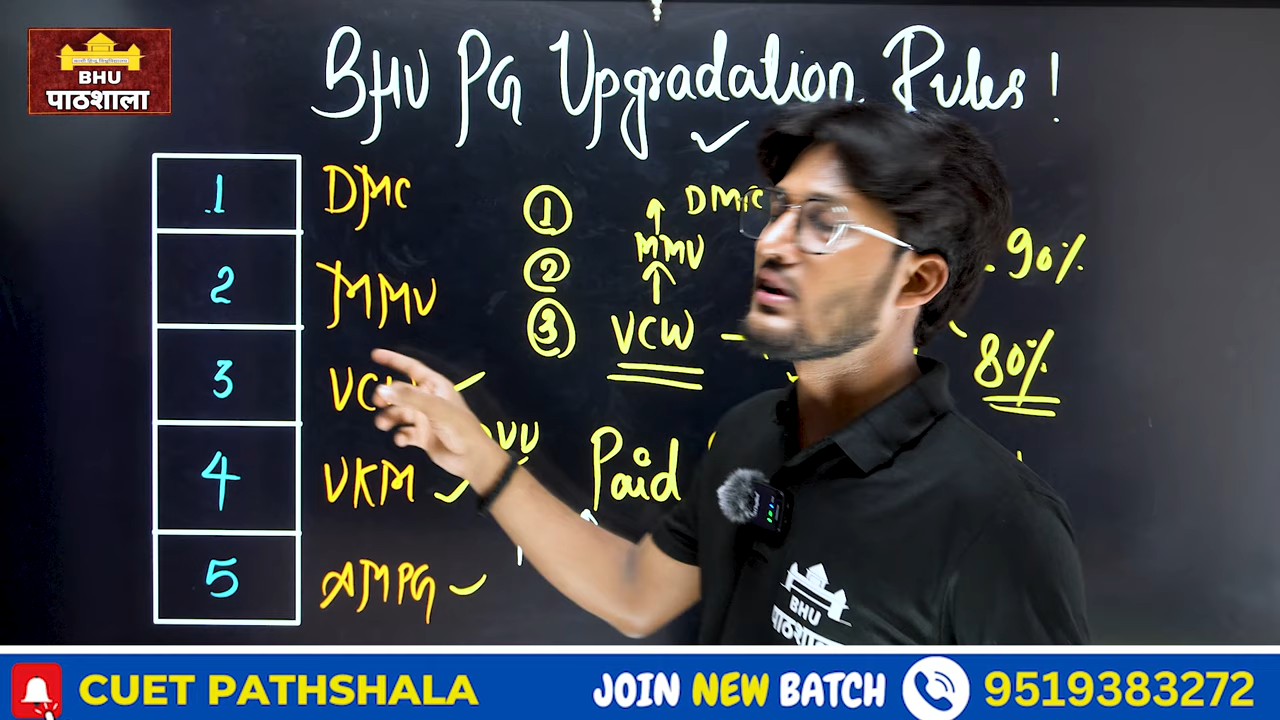 BHU
पाठशाला
BHU PG Upgradation Rules!
1 DMC
2 MMV
3
4 VKM
5 AMPG
① DMC
② MMV
③ VCW
90%
80%
Paid
BHU
पाठशाला
CUET PATHSHALA
JOIN NEW BATCH
9519383272